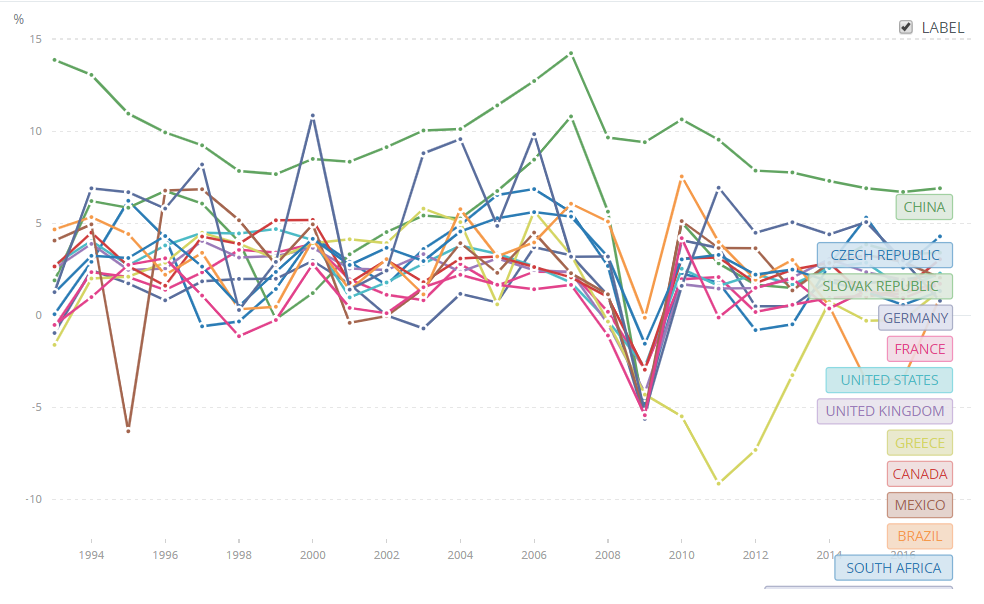 %
LABEL
15
10
5
0
-5
-10
CHINA
CZECH REPUBLIC
SLOVAK REPUBLIC
GERMANY
FRANCE
UNITED STATES
UNITED KINGDOM
GREECE
CANADA
MEXICO
BRAZIL
SOUTH AFRICA
1994 1996 1998 2000 2002 2004 2006 2008 2010 2012 2014 2016